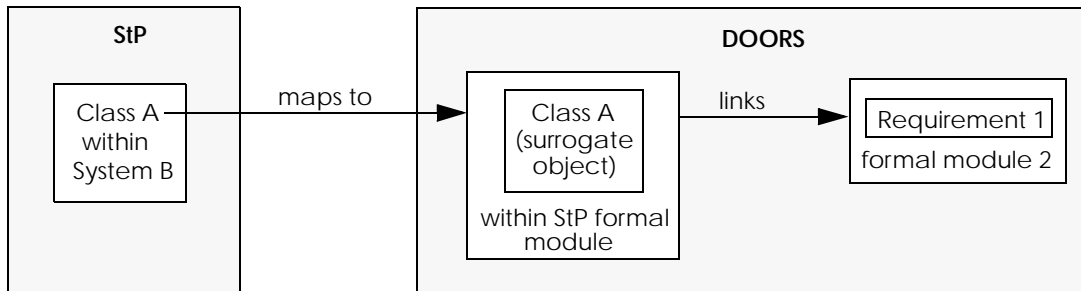 StP
DOORS
Class A
within
System B
maps to
Class A
(surrogate
object)
within StP formal
module
links
Requirement 1
formal module 2